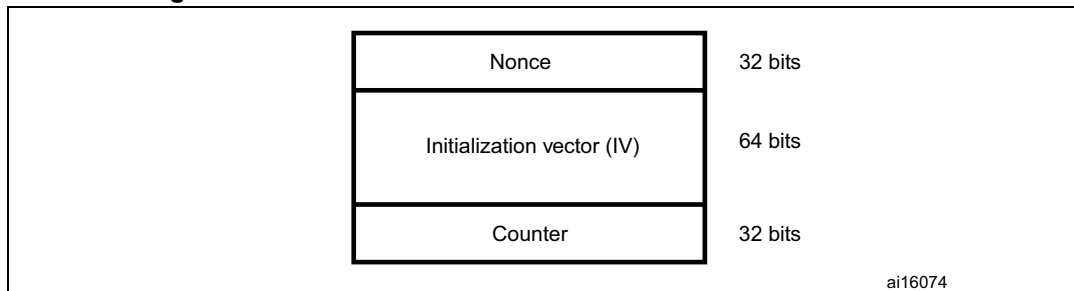 Nonce 32 bits
Initialization vector (IV) 64 bits
Counter 32 bits
ai16074